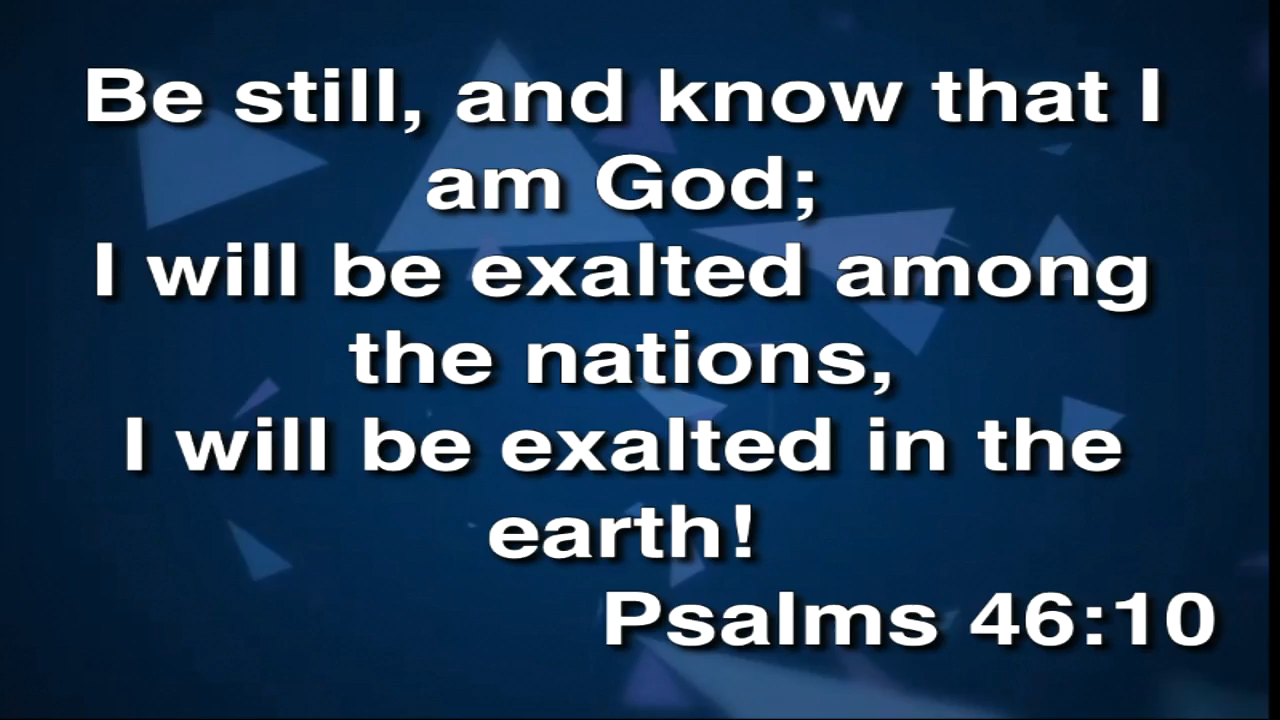 Be still, and know that I
am God;
I will be exalted among
the nations,
I will be exalted in the
earth!
Psalms 46:10